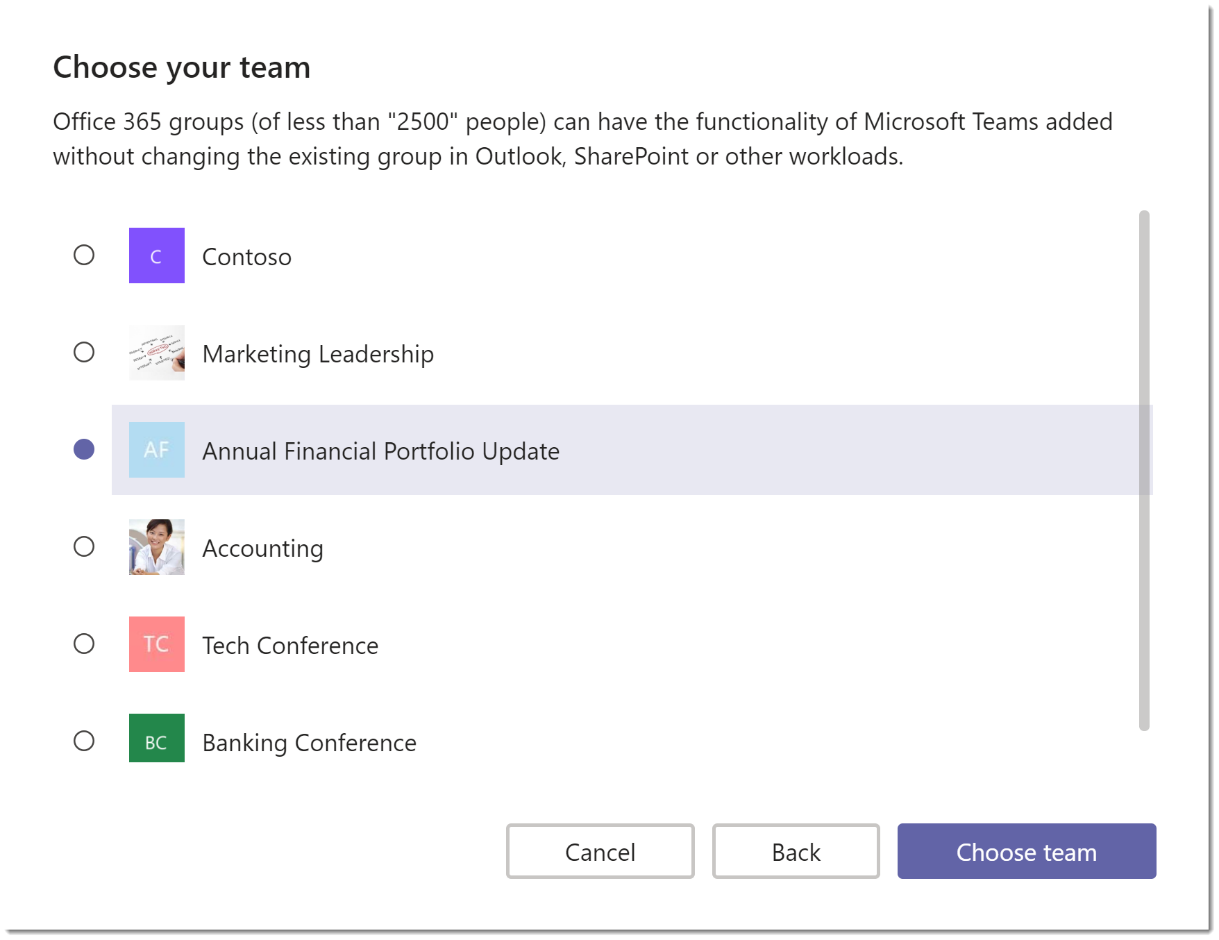 Choose your team
Office 365 groups (of less than "2500" people) can have the functionality of Microsoft Teams added
without changing the existing group in Outlook, SharePoint or other workloads.
C Contoso
Marketing Leadership
AF Annual Financial Portfolio Update
Accounting
TC Tech Conference
BC Banking Conference
Cancel Back Choose team